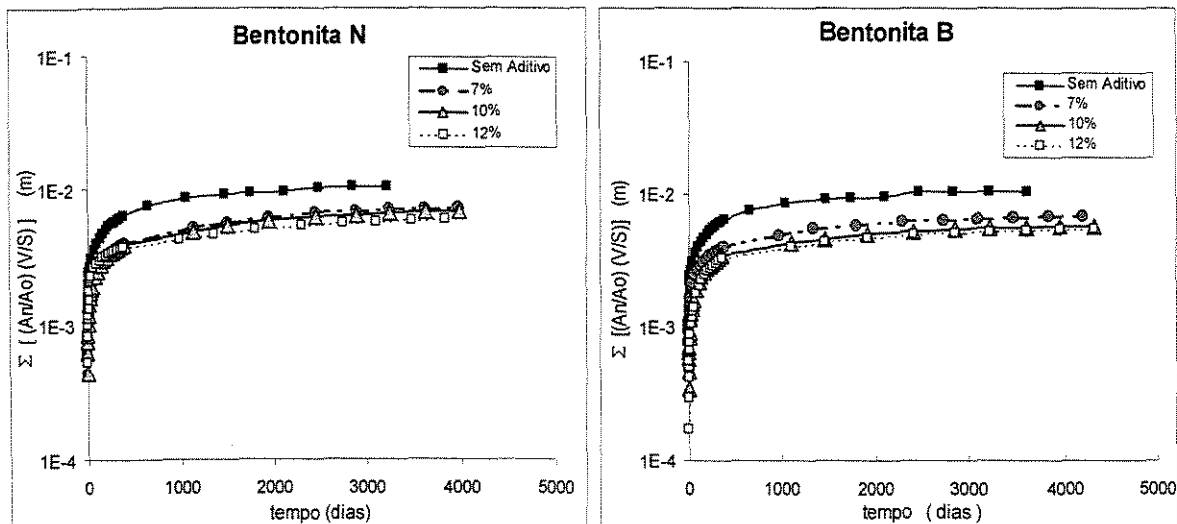 Bentonita N
1E-1
1E-2
1E-3
1E-4
Σ [ (An/Ao) (V/S)] (m)
Sem Aditivo
7%
10%
12%
0 1000 2000 3000 4000 5000
tempo (dias)
Bentonita B
1E-1
1E-2
1E-3
1E-4
Σ [(An/Ao) (V/S)] (m)
Sem Aditivo
7%
10%
12%
0 1000 2000 3000 4000 5000
tempo ( dias )